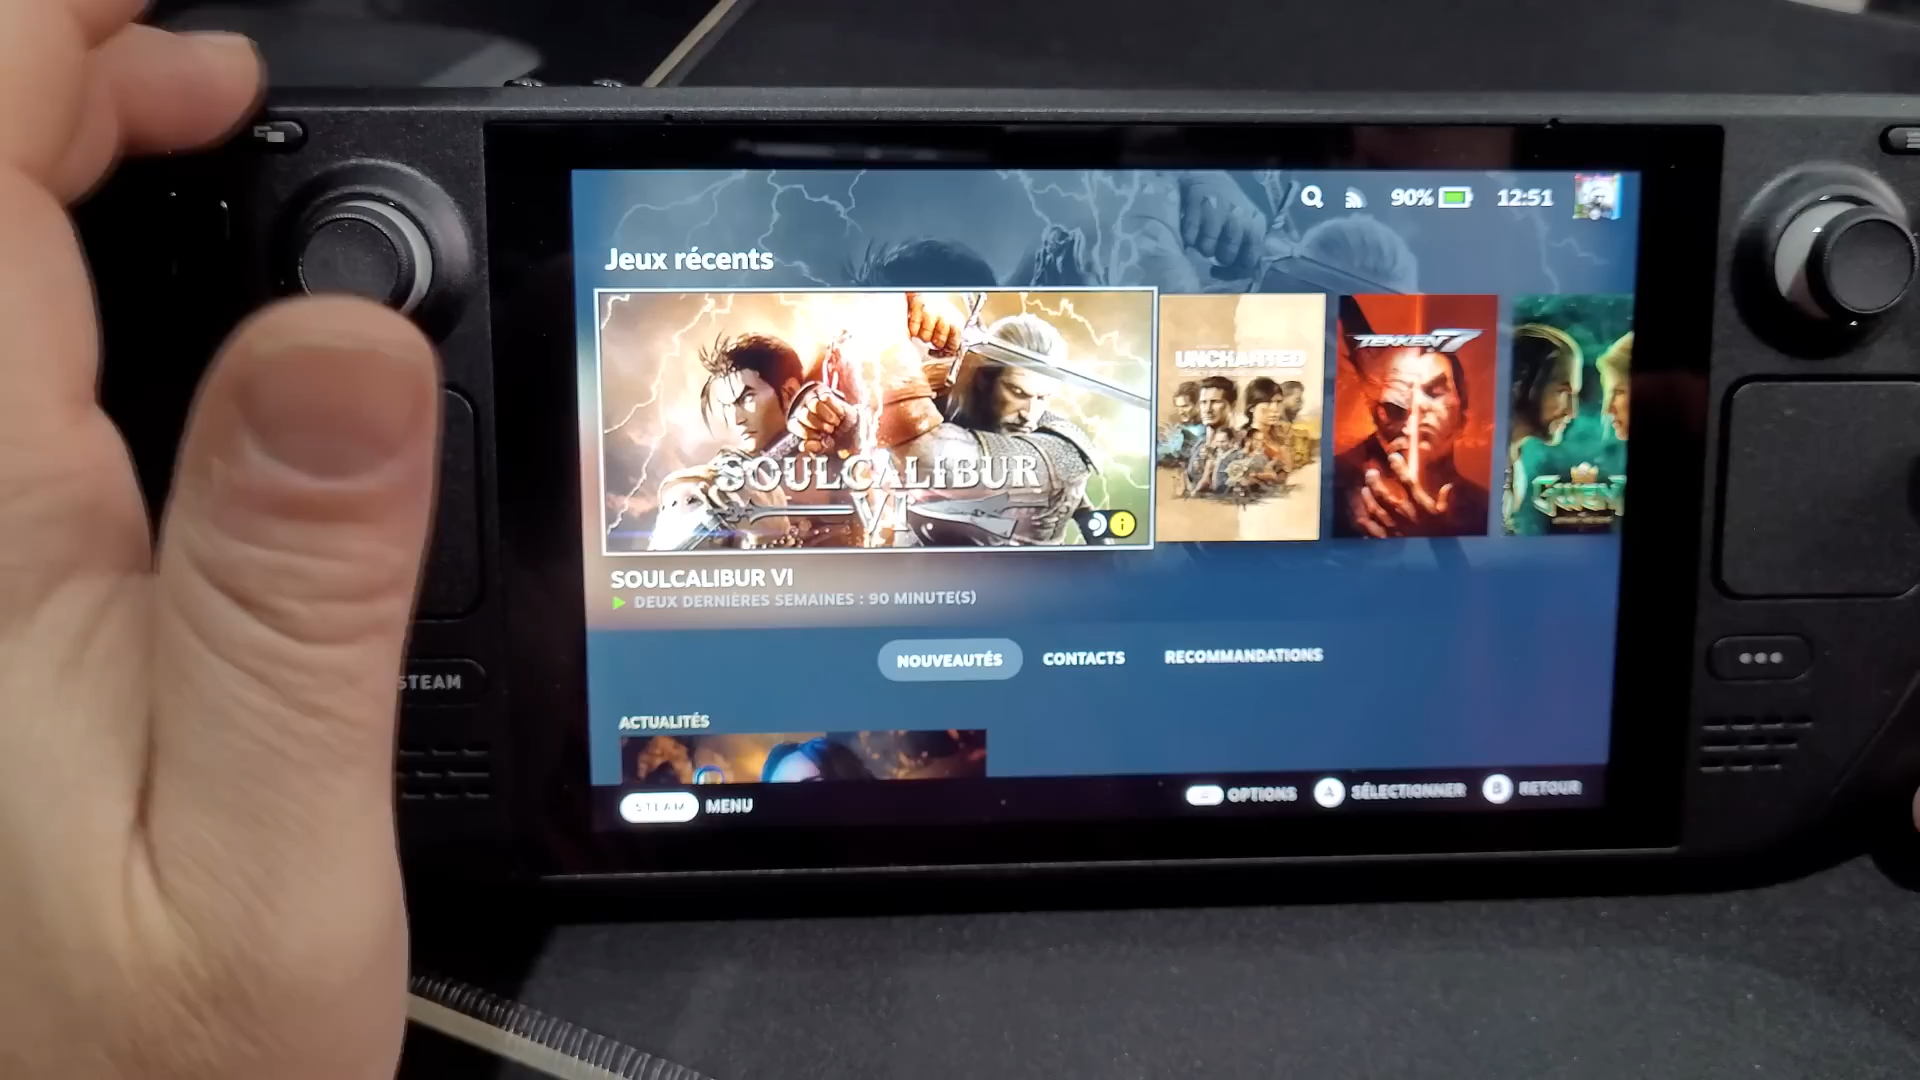 90% 12:51
Jeux récents
SOULCALIBUR
VI
UNCHARTED
TEKKEN 7
GWENT
SOULCALIBUR VI
DEUX DERNIÈRES SEMAINES : 90 MINUTE(S)
NOUVEAUTÉS CONTACTS RECOMMANDATIONS
STEAM
ACTUALITÉS
STEAM MENU OPTIONS A SÉLECTIONNER B RETOUR